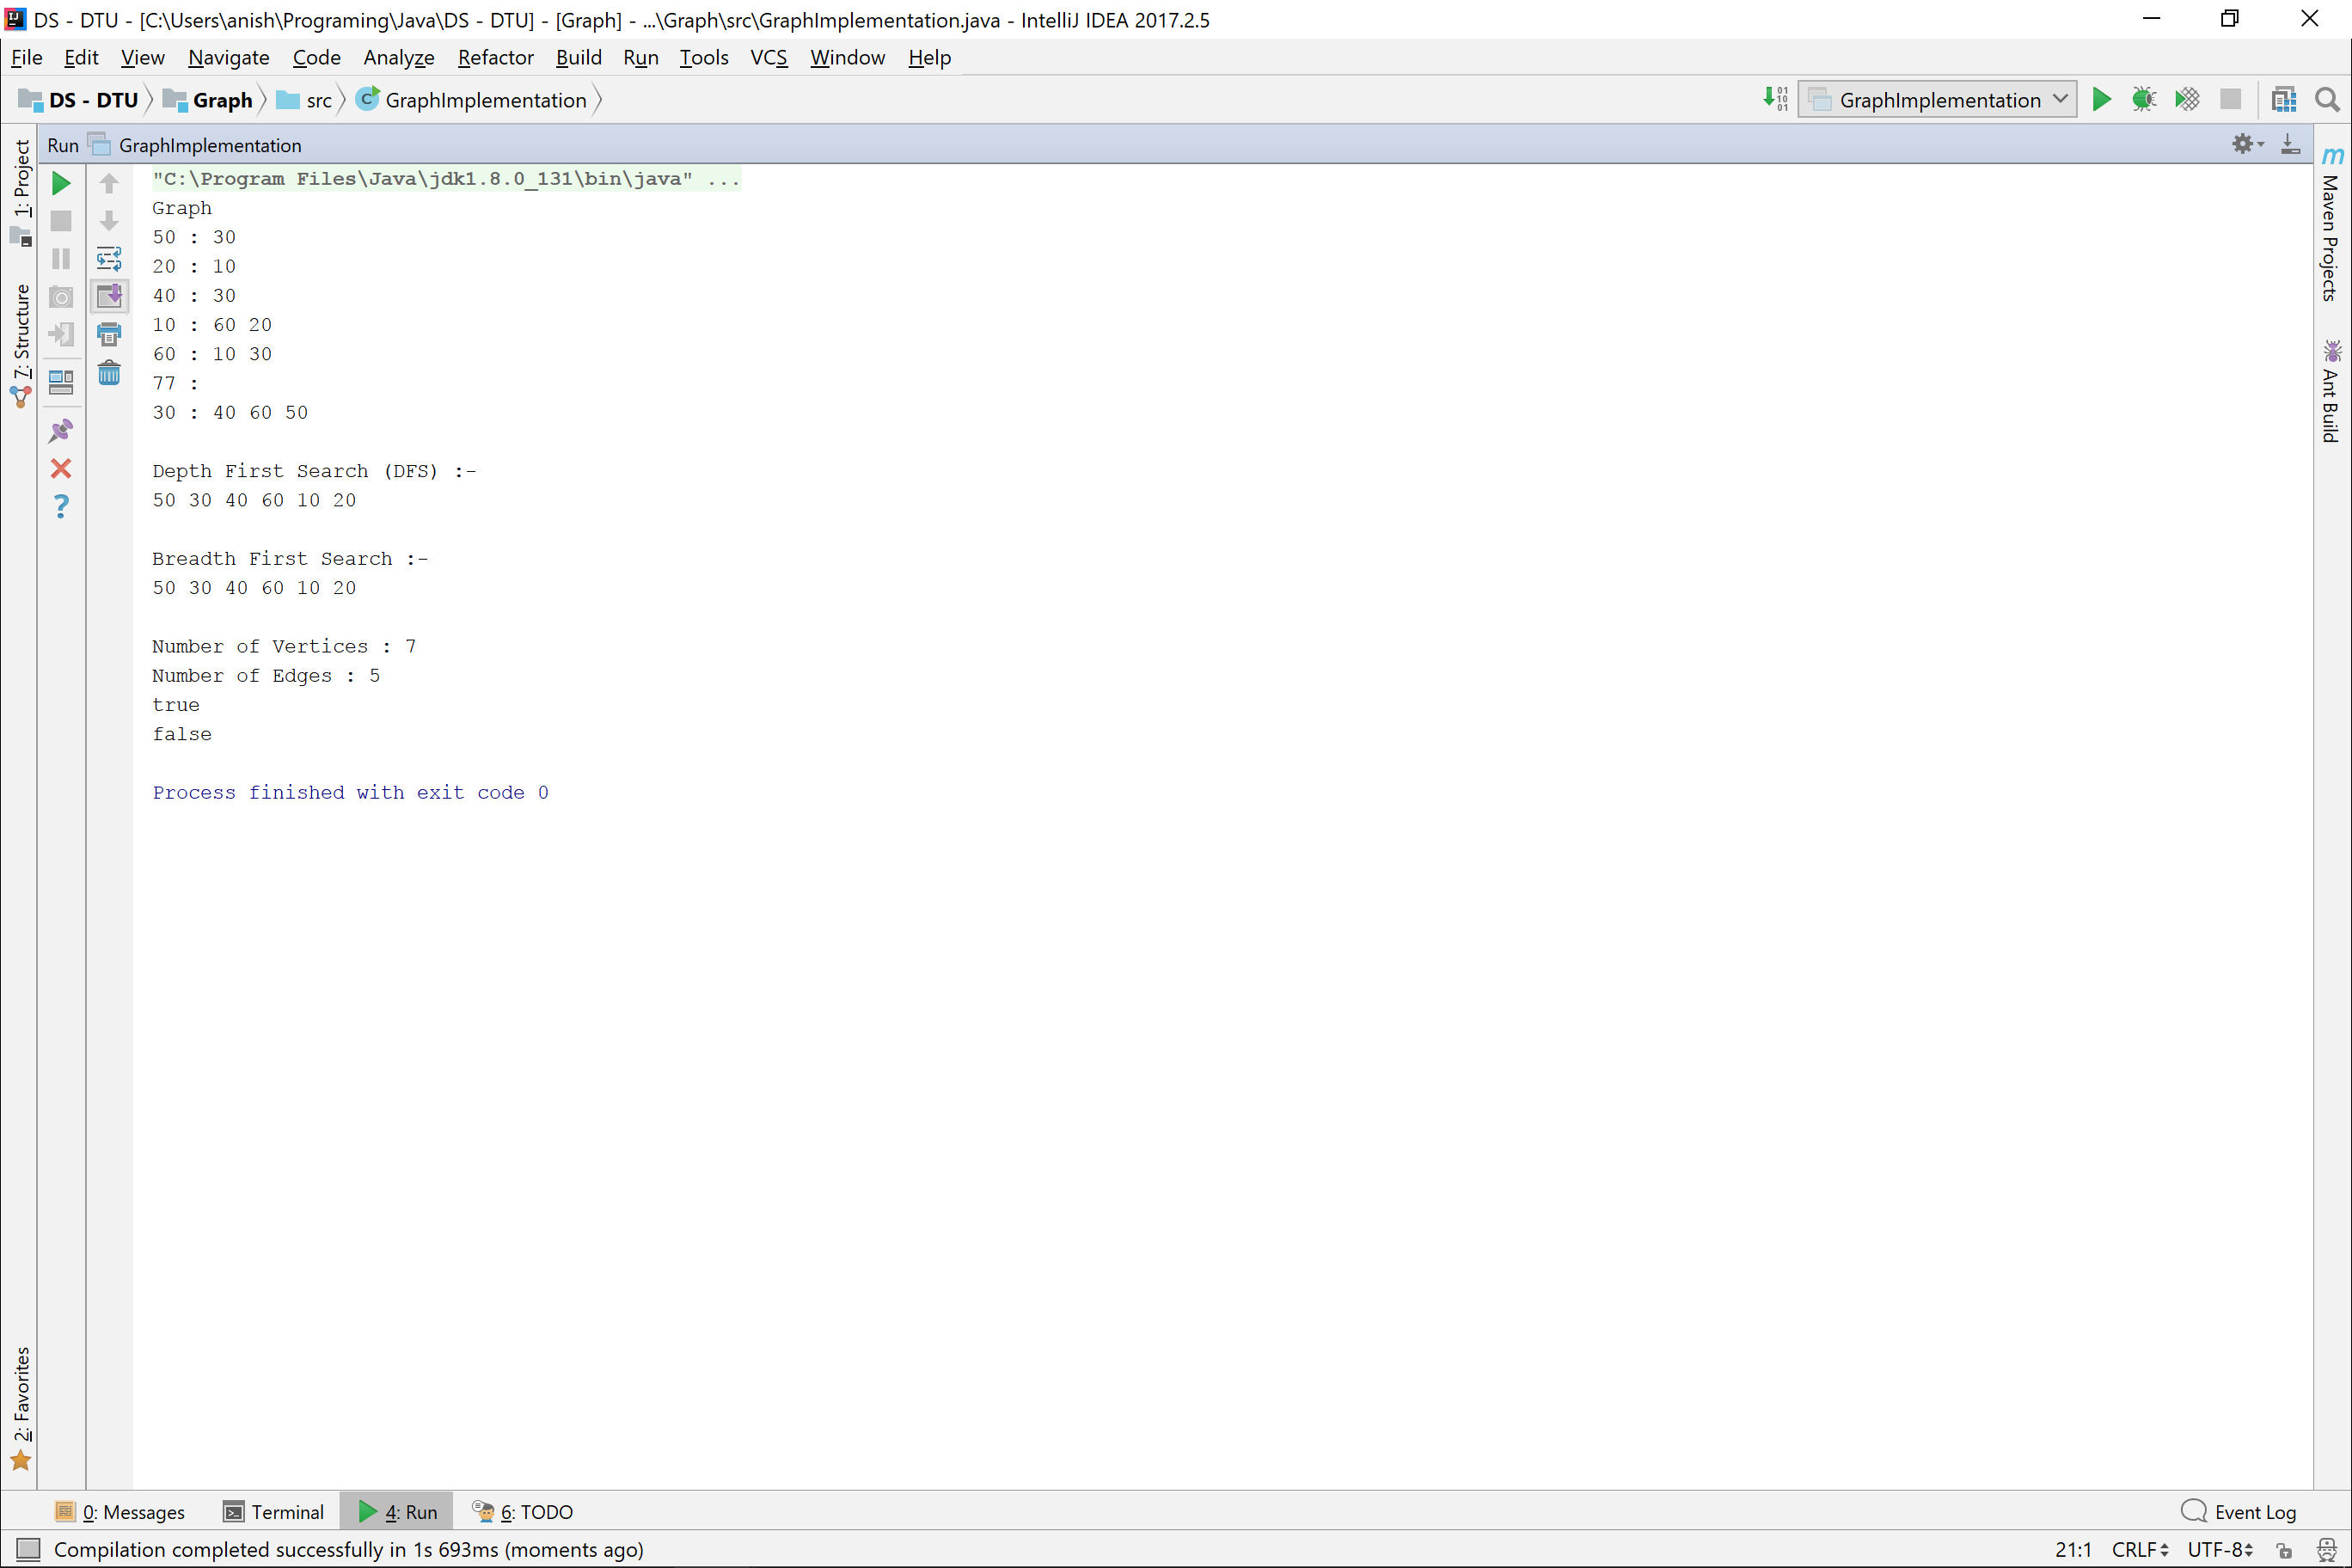 DS - DTU - [C:\Users\anish\Programing\Java\DS - DTU] - [Graph] - ...\Graph\src\GraphImplementation.java - IntelliJ IDEA 2017.2.5
File Edit View Navigate Code Analyze Refactor Build Run Tools VCS Window Help
DS - DTU Graph src GraphImplementation GraphImplementation
Run GraphImplementation
1: Project
7: Structure
2: Favorites
"C:\Program Files\Java\jdk1.8.0_131\bin\java" ...
Graph
50 : 30
20 : 10
40 : 30
10 : 60 20
60 : 10 30
77 :
30 : 40 60 50
Depth First Search (DFS) :-
50 30 40 60 10 20
Breadth First Search :-
50 30 40 60 10 20
Number of Vertices : 7
Number of Edges : 5
true
false
Process finished with exit code 0
Maven Projects
Ant Build
0: Messages Terminal 4: Run 6: TODO Event Log
Compilation completed successfully in 1s 693ms (moments ago) 21:1 CRLF UTF-8